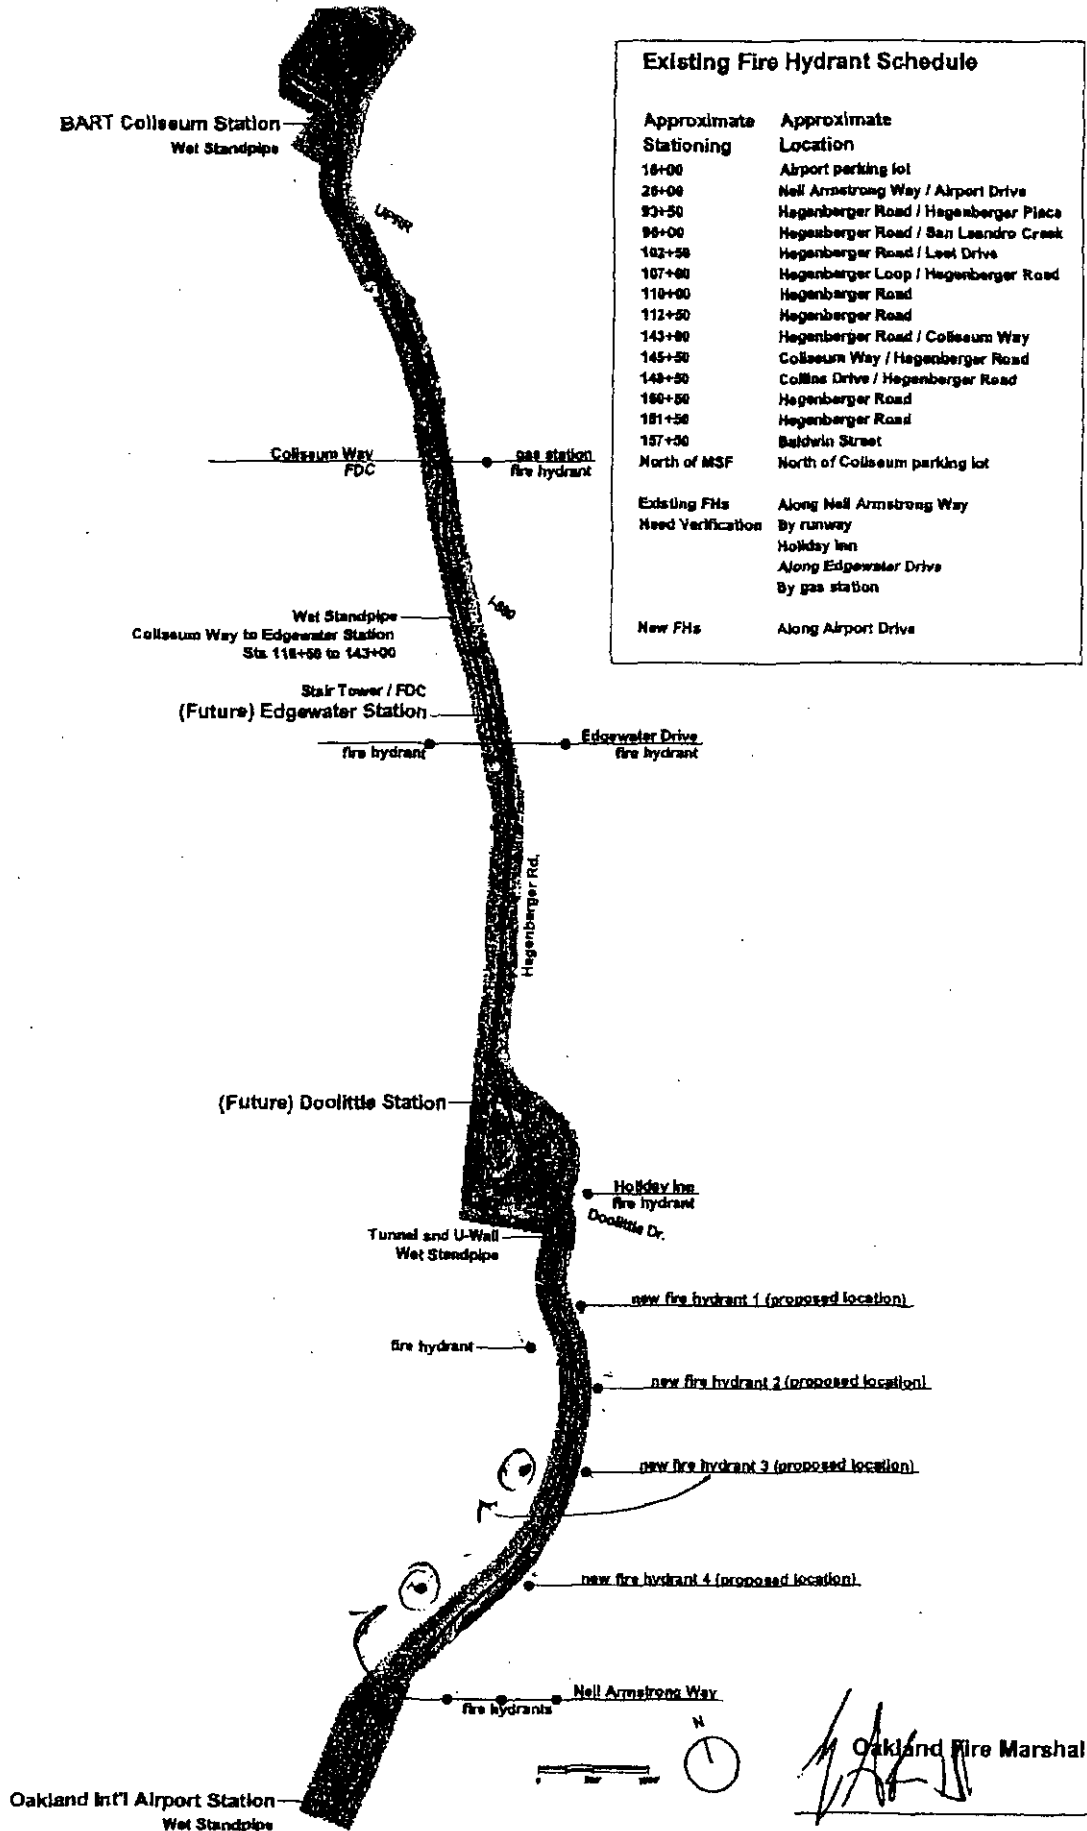 Existing Fire Hydrant Schedule
Approximate Stationing Approximate Location
16+00 Airport parking lot
26+00 Neil Armstrong Way / Airport Drive
93+50 Hegenberger Road / Hegenberger Place
96+00 Hegenberger Road / San Leandro Creek
102+50 Hegenberger Road / Leet Drive
107+00 Hegenberger Loop / Hegenberger Road
110+00 Hegenberger Road
112+50 Hegenberger Road
143+00 Hegenberger Road / Coliseum Way
145+50 Coliseum Way / Hegenberger Road
148+50 Collins Drive / Hegenberger Road
Hegenberger Road
Hegenberger Road
157+50 Baldwin Street
North of MSF North of Coliseum parking lot
Existing FHs Along Neil Armstrong Way
Need Verification By runway
Holiday Inn
Along Edgewater Drive
By gas station
New FHs Along Airport Drive
BART Coliseum Station
Wet Standpipe
UPRR
Coliseum Way
FDC
gas station
fire hydrant
I-880
Wet Standpipe
Coliseum Way to Edgewater Station
Sta 118+50 to 143+00
Stair Tower / FDC
(Future) Edgewater Station
fire hydrant
Edgewater Drive
fire hydrant
Hegenberger Rd.
(Future) Doolittle Station
Holiday Inn
fire hydrant
Doolittle Dr.
Tunnel and U-Wall
Wet Standpipe
new fire hydrant 1 (proposed location)
fire hydrant
new fire hydrant 2 (proposed location)
new fire hydrant 3 (proposed location)
new fire hydrant 4 (proposed location)
Neil Armstrong Way
fire hydrants
N
Oakland Fire Marshal
Oakland Int'l Airport Station
Wet Standpipe